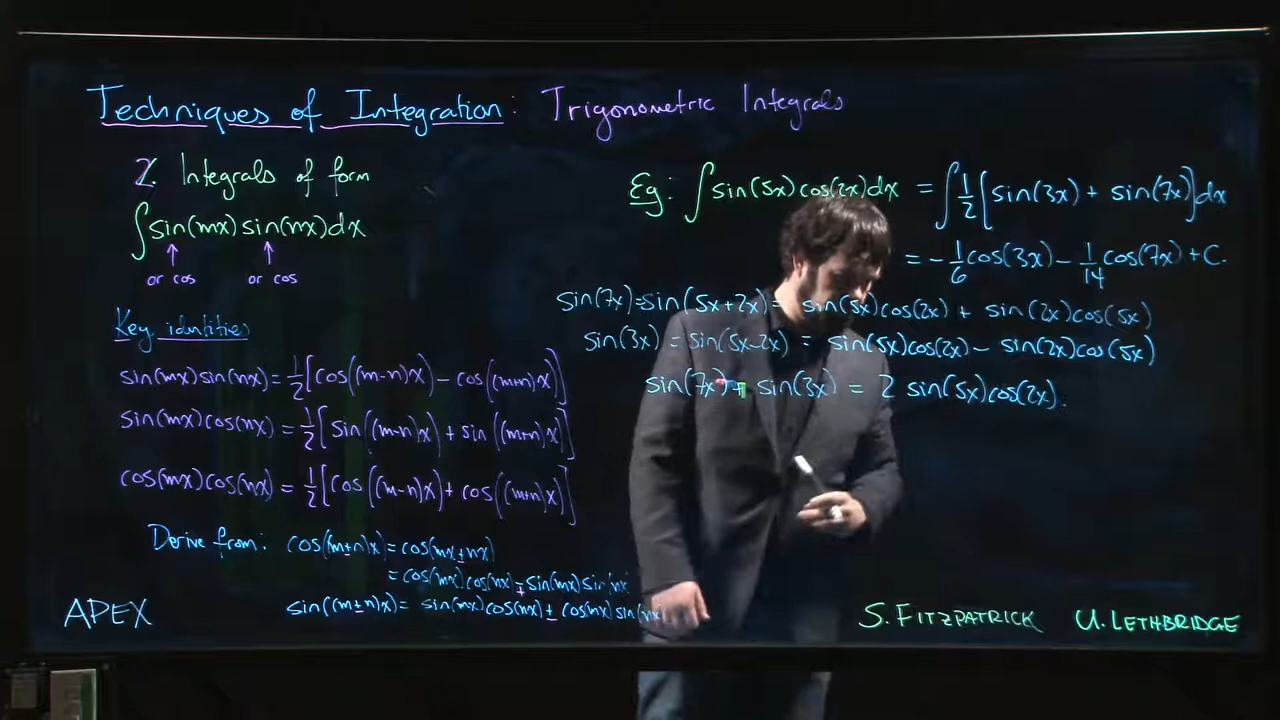 Techniques of Integration: Trigonometric Integrals
2. Integrals of form
∫sin(mx)sin(nx)dx
↑ ↑
or cos or cos
Key identities
sin(mx)sin(nx) = 1/2[cos((m-n)x) - cos((m+n)x)]
sin(mx)cos(nx) = 1/2[sin((m-n)x) + sin((m+n)x)]
cos(mx)cos(nx) = 1/2[cos((m-n)x) + cos((m+n)x)]
Derive from: cos((m±n)x) = cos(mx±nx)
= cos(mx)cos(nx) ∓ sin(mx)sin(nx
sin((m±n)x) = sin(mx)cos(nx) ± cos(mx)sin(nx
Eg: ∫sin(5x)cos(2x)dx = ∫1/2[sin(3x) + sin(7x)]dx
= -1/6cos(3x) - 1/14cos(7x) + C.
sin(7x) = sin(5x+2x) = sin(5x)cos(2x) + sin(2x)cos(5x)
sin(3x) = sin(5x-2x) = sin(5x)cos(2x) - sin(2x)cos(5x)
sin(7x) + sin(3x) = 2 sin(5x)cos(2x).
APEX
S. FITZPATRICK U. LETHBRIDGE